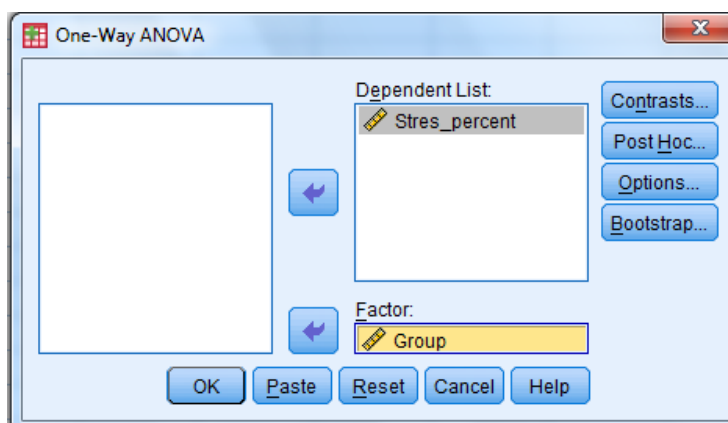 One-Way ANOVA
Dependent List:
Stres_percent
Contrasts...
Post Hoc...
Options...
Bootstrap...
Factor:
Group
OK
Paste
Reset
Cancel
Help